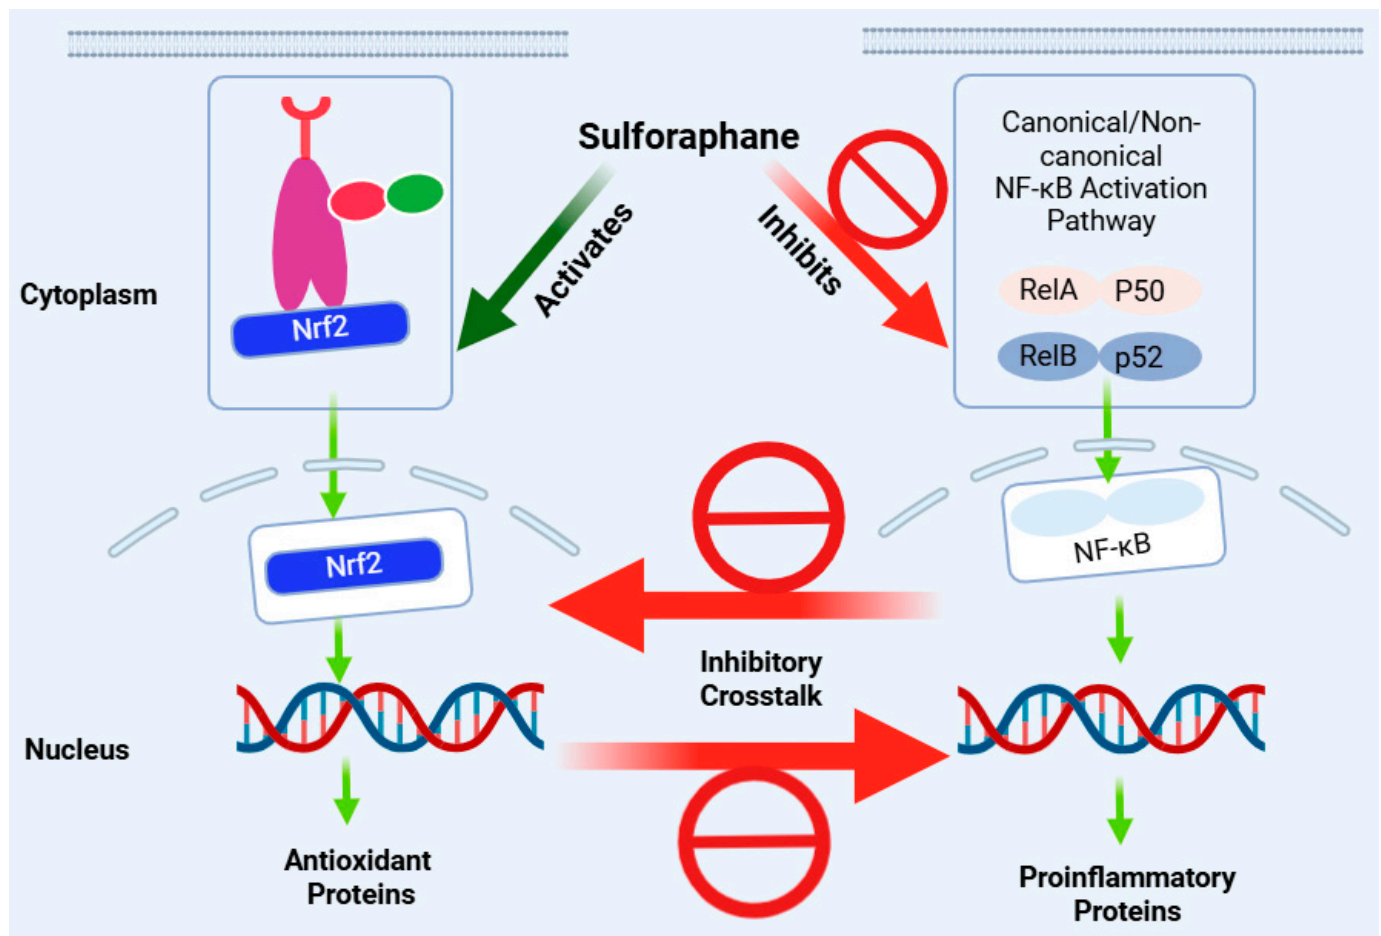 Sulforaphane
Canonical/Non-
canonical
NF-κB Activation
Pathway
Activates
Inhibits
Cytoplasm
RelA
P50
Nrf2
RelB
p52
Nrf2
NF-κB
Inhibitory
Crosstalk
Nucleus
Antioxidant
Proteins
Proinflammatory
Proteins